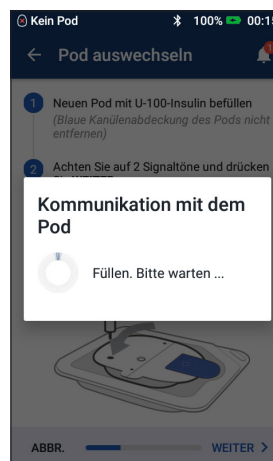 Kein Pod
100%
00:15
Pod auswechseln
1
1 Neuen Pod mit U-100-Insulin befüllen
(Blaue Kanülenabdeckung des Pods nicht
entfernen)
2 Achten Sie auf 2 Signaltöne und drücken
Kommunikation mit dem
Pod
Füllen. Bitte warten ...
ABBR.
WEITER